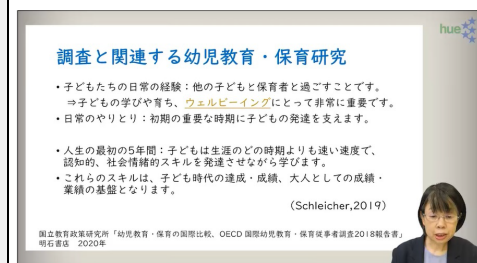 hue
調査と関連する幼児教育・保育研究
・子どもたちの日常の経験：他の子どもと保育者と過ごすことです。
⇒子どもの学びや育ち、ウェルビーイングにとって非常に重要です。
・日常のやりとり：初期の重要な時期に子どもの発達を支えます。
・人生の最初の5年間：子どもは生涯のどの時期よりも速い速度で、
認知的、社会情緒的スキルを発達させながら学びます。
・これらのスキルは、子ども時代の達成・成績、大人としての成績・
業績の基盤となります。
(Schleicher,2019)
国立教育政策研究所「幼児教育・保育の国際比較、OECD 国際幼児教育・保育従事者調査2018報告書」
明石書店 2020年